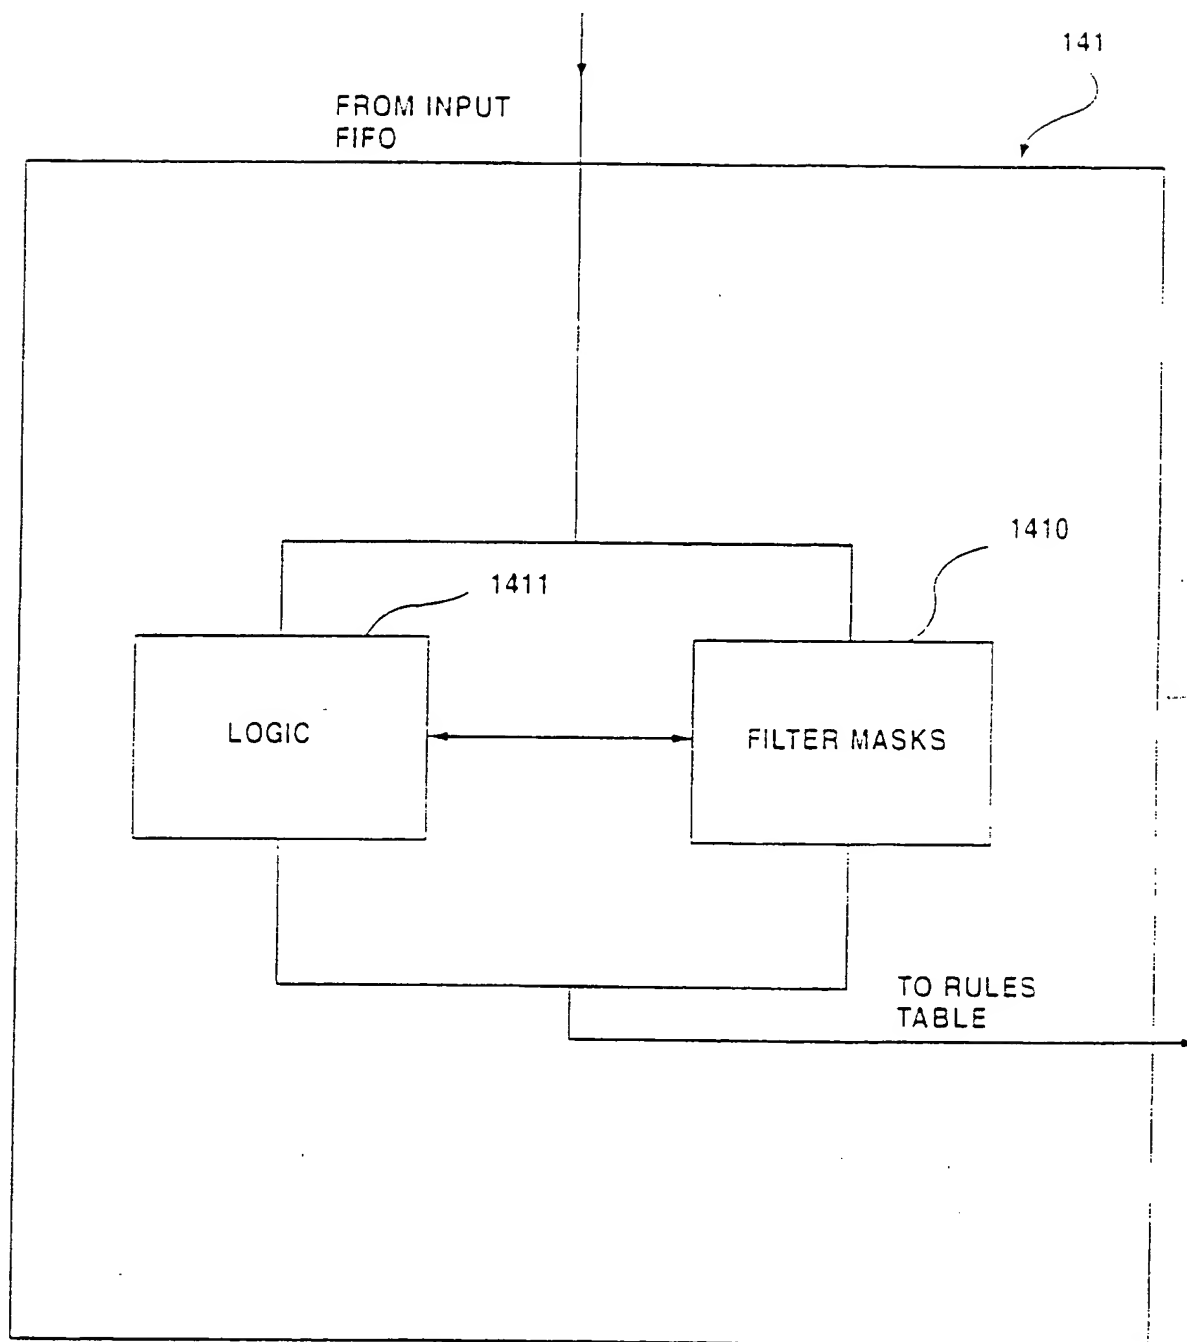 141
FROM INPUT
FIFO
1410
1411
LOGIC
FILTER MASKS
TO RULES
TABLE